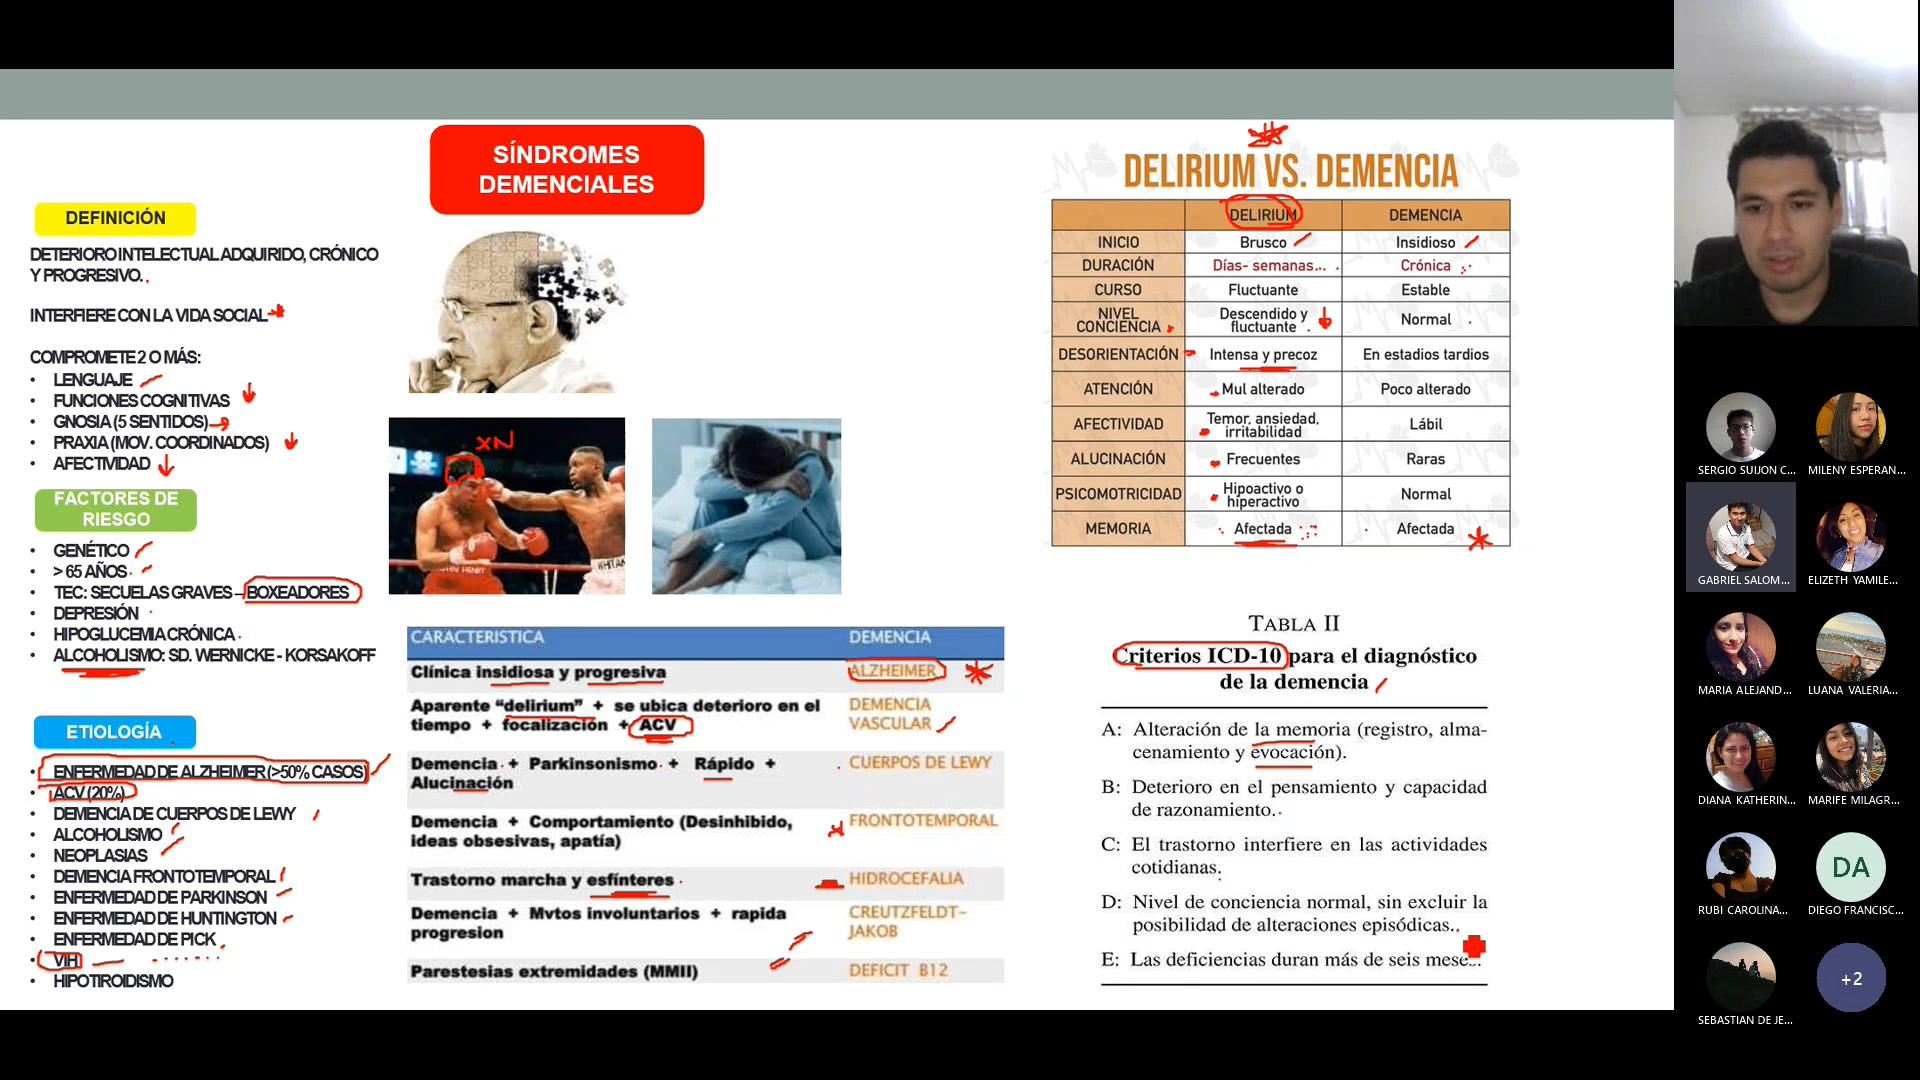 SÍNDROMES
DEMENCIALES
DEFINICIÓN
DETERIORO INTELECTUAL ADQUIRIDO, CRÓNICO
Y PROGRESIVO.
INTERFIERE CON LA VIDA SOCIAL
COMPROMETE 2 O MÁS:
• LENGUAJE
• FUNCIONES COGNITIVAS
• GNOSIA (5 SENTIDOS)
• PRAXIA (MOV. COORDINADOS)
• AFECTIVIDAD
FACTORES DE
RIESGO
• GENÉTICO
• > 65 AÑOS
• TEC: SECUELAS GRAVES – BOXEADORES
• DEPRESIÓN
• HIPOGLUCEMIA CRÓNICA
• ALCOHOLISMO: SD. WERNICKE - KORSAKOFF
ETIOLOGÍA
• ENFERMEDAD DE ALZHEIMER (>50% CASOS)
• ACV (20%)
• DEMENCIA DE CUERPOS DE LEWY
• ALCOHOLISMO
• NEOPLASIAS
• DEMENCIA FRONTOTEMPORAL
• ENFERMEDAD DE PARKINSON
• ENFERMEDAD DE HUNTINGTON
• ENFERMEDAD DE PICK
• VIH
• HIPOTIROIDISMO
XN
CARACTERISTICA DEMENCIA
Clínica insidiosa y progresiva ALZHEIMER
Aparente “delirium” + se ubica deterioro en el
tiempo + focalización + ACV
DEMENCIA
VASCULAR
Demencia + Parkinsonismo + Rápido +
Alucinación
CUERPOS DE LEWY
Demencia + Comportamiento (Desinhibido,
ideas obsesivas, apatía)
FRONTOTEMPORAL
Trastorno marcha y esfínteres HIDROCEFALIA
Demencia + Mvtos involuntarios + rapida
progresion
CREUTZFELDT-
JAKOB
Parestesias extremidades (MMII) DEFICIT B12
DELIRIUM VS. DEMENCIA
DELIRIUM DEMENCIA
INICIO Brusco Insidioso
DURACIÓN Días- semanas... Crónica
CURSO Fluctuante Estable
NIVEL
CONCIENCIA
Descendido y
fluctuante
Normal
DESORIENTACIÓN Intensa y precoz En estadios tardios
ATENCIÓN Mul alterado Poco alterado
AFECTIVIDAD
Temor, ansiedad,
irritabilidad
Lábil
ALUCINACIÓN Frecuentes Raras
PSICOMOTRICIDAD
Hipoactivo o
hiperactivo
Normal
MEMORIA Afectada Afectada
TABLA II
Criterios ICD-10 para el diagnóstico
de la demencia
A: Alteración de la memoria (registro, alma-
cenamiento y evocación).
B: Deterioro en el pensamiento y capacidad
de razonamiento.
C: El trastorno interfiere en las actividades
cotidianas.
D: Nivel de conciencia normal, sin excluir la
posibilidad de alteraciones episódicas.
E: Las deficiencias duran más de seis meses.
SERGIO SUIJON C...
MILENY ESPERAN...
GABRIEL SALOM...
ELIZETH YAMILE...
MARIA ALEJAND...
LUANA VALERIA...
DIANA KATHERIN...
MARIFE MILAGR...
RUBI CAROLINA...
DA
DIEGO FRANCISC...
SEBASTIAN DE JE...
+2